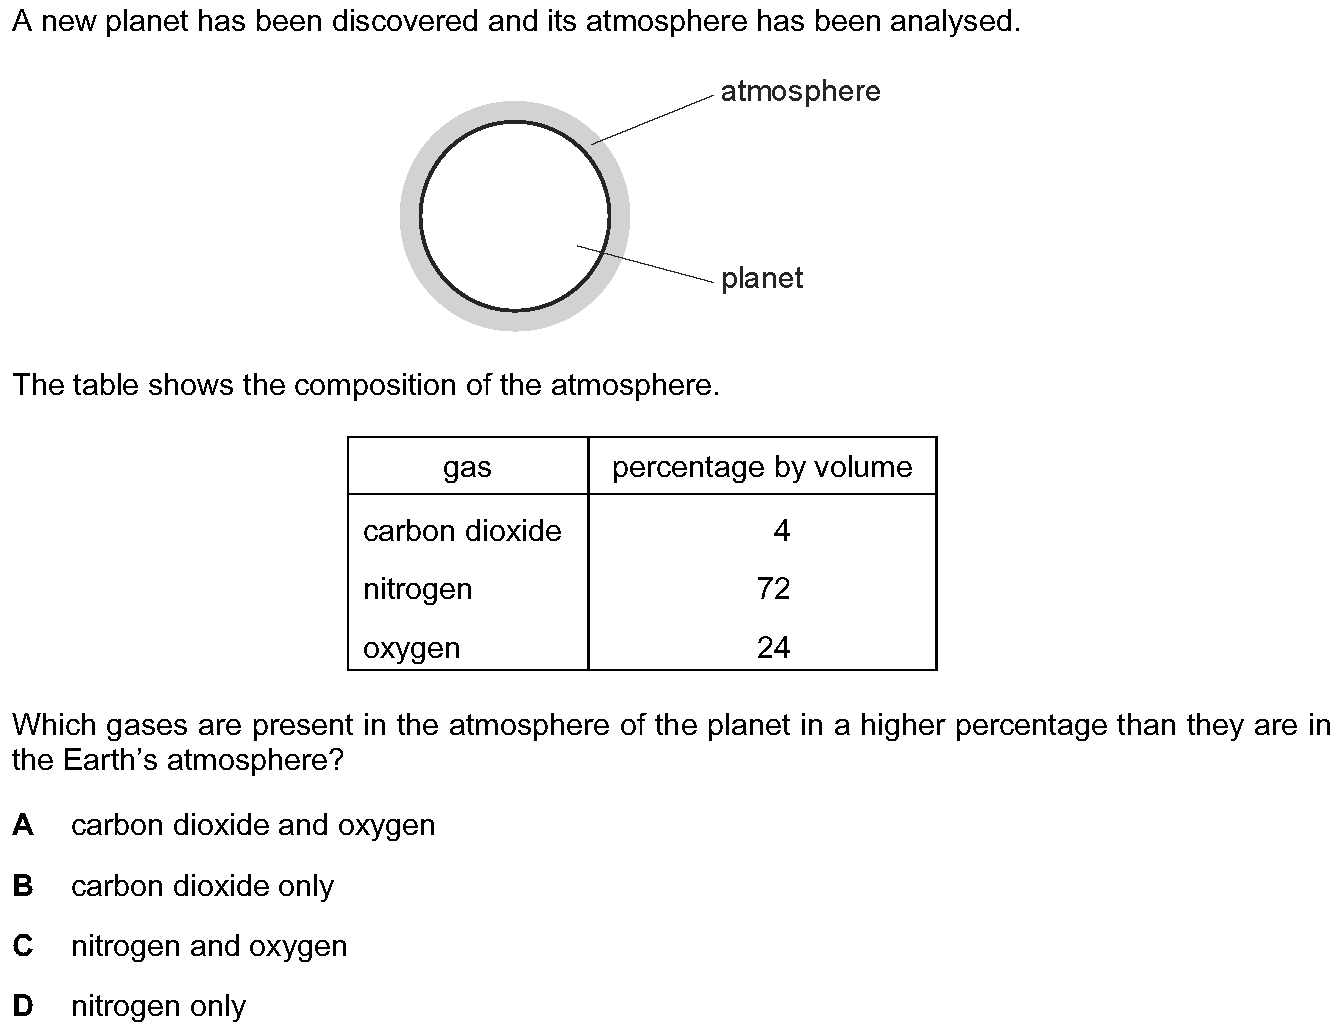 A new planet has been discovered and its atmosphere has been analysed.
atmosphere
planet
The table shows the composition of the atmosphere.
gas percentage by volume
carbon dioxide 4
nitrogen 72
oxygen 24
Which gases are present in the atmosphere of the planet in a higher percentage than they are in
the Earth's atmosphere?
A carbon dioxide and oxygen
B carbon dioxide only
C nitrogen and oxygen
D nitrogen only